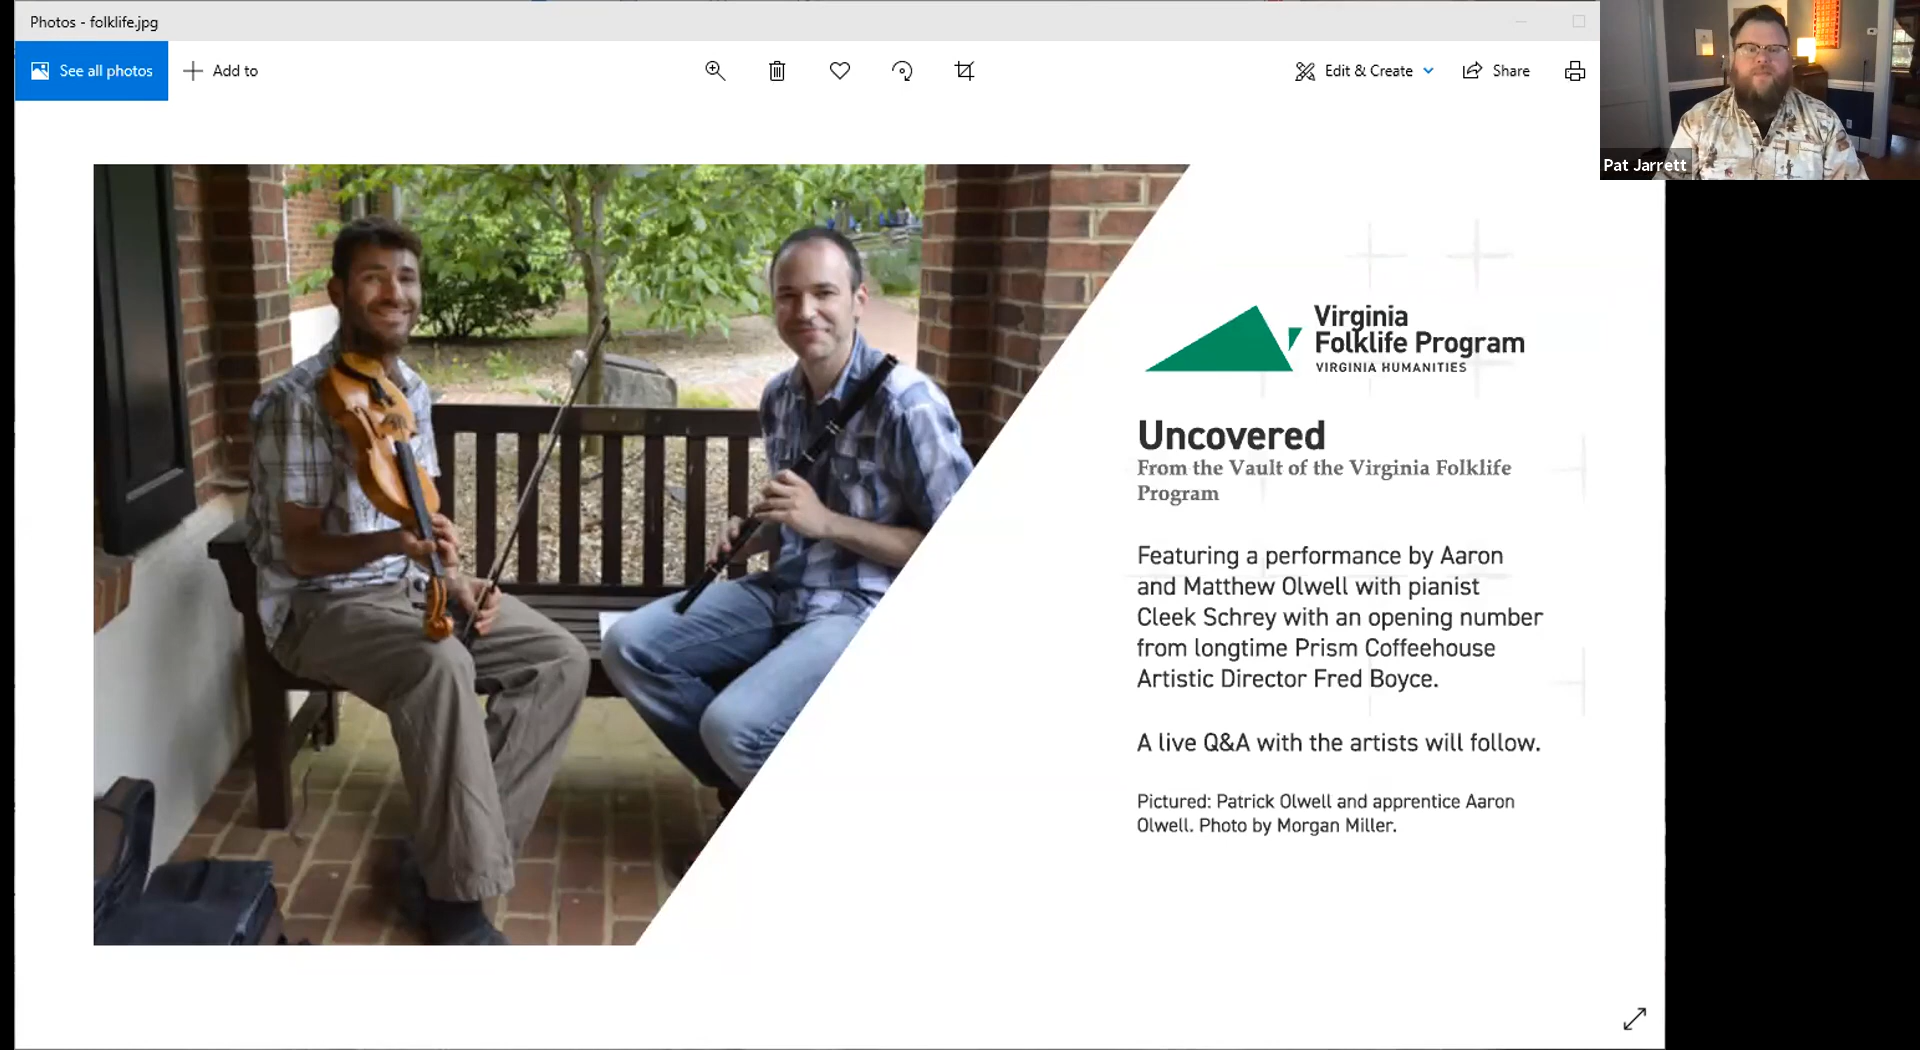 Photos - folklife.jpg
See all photos
Add to
Edit & Create
Share
Pat Jarrett
Virginia
Folklife Program
VIRGINIA HUMANITIES
Uncovered
From the Vault of the Virginia Folklife
Program
Featuring a performance by Aaron
and Matthew Olwell with pianist
Cleek Schrey with an opening number
from longtime Prism Coffeehouse
Artistic Director Fred Boyce.
A live Q&A with the artists will follow.
Pictured: Patrick Olwell and apprentice Aaron
Olwell. Photo by Morgan Miller.